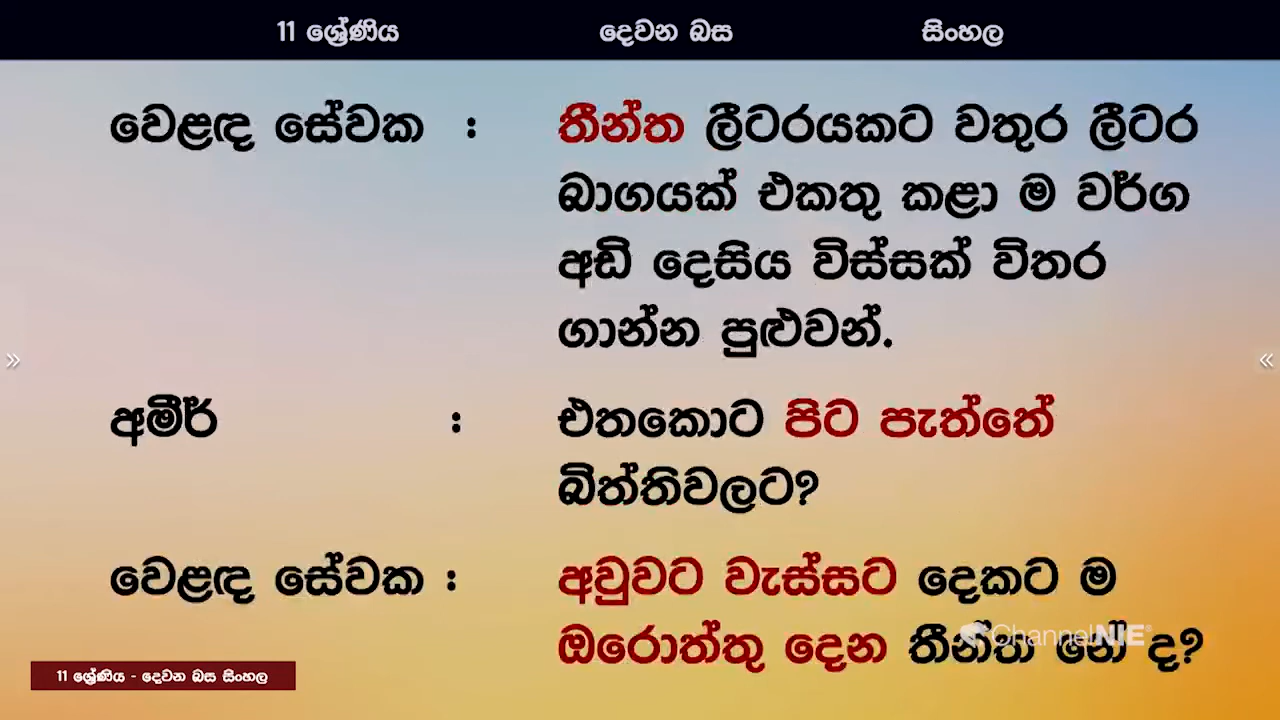 11 ශ්‍රේණිය දෙවන බස සිංහල
වෙළඳ සේවක : තීන්ත ලීටරයකට වතුර ලීටර
බාගයක් එකතු කළා ම වර්ග
අඩි දෙසිය විස්සක් විතර
ගාන්න පුළුවන්.
අමීර් : එතකොට පිට පැත්තේ
බිත්තිවලට?
වෙළඳ සේවක : අවුවට වැස්සට දෙකට ම
ඔරොත්තු දෙන තීන්ත නේ ද?
ChannelNIE
11 ශ්‍රේණිය - දෙවන බස සිංහල